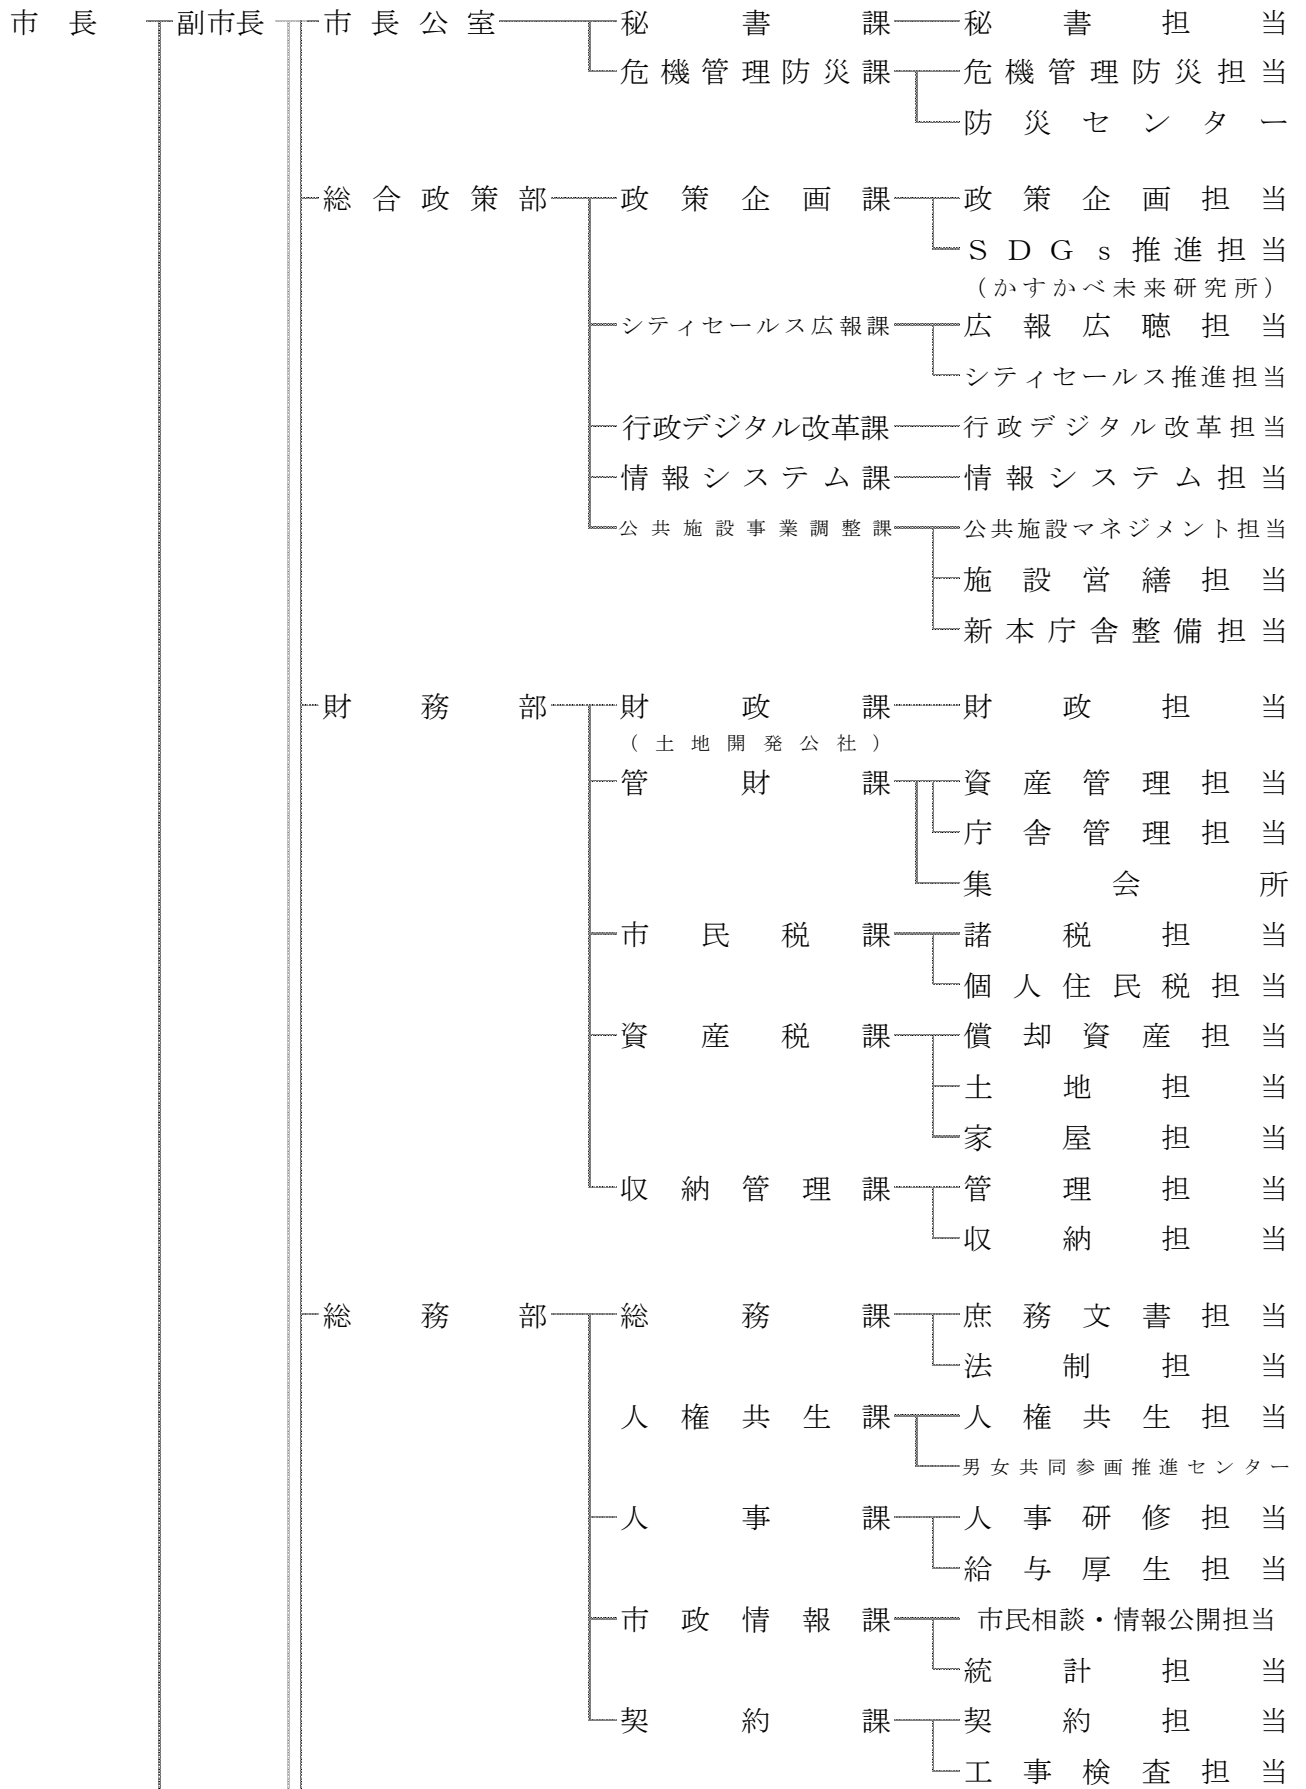 市長 副市長 市長公室 秘書課 秘書担当
危機管理防災課 危機管理防災担当
防災センター
総合政策部 政策企画課 政策企画担当
SDGs推進担当
(かすかべ未来研究所)
シティセールス広報課 広報広聴担当
シティセールス推進担当
行政デジタル改革課 行政デジタル改革担当
情報システム課 情報システム担当
公共施設事業調整課 公共施設マネジメント担当
施設営繕担当
新本庁舎整備担当
財務部 財政課 財政担当
(土地開発公社)
管財課 資産管理担当
庁舎管理担当
集会所
市民税課 諸税担当
個人住民税担当
資産税課 償却資産担当
土地担当
家屋担当
収納管理課 管理担当
収納担当
総務部 総務課 庶務文書担当
法制担当
人権共生課 人権共生担当
男女共同参画推進センター
人事課 人事研修担当
給与厚生担当
市政情報課 市民相談・情報公開担当
統計担当
契約課 契約担当
工事検査担当